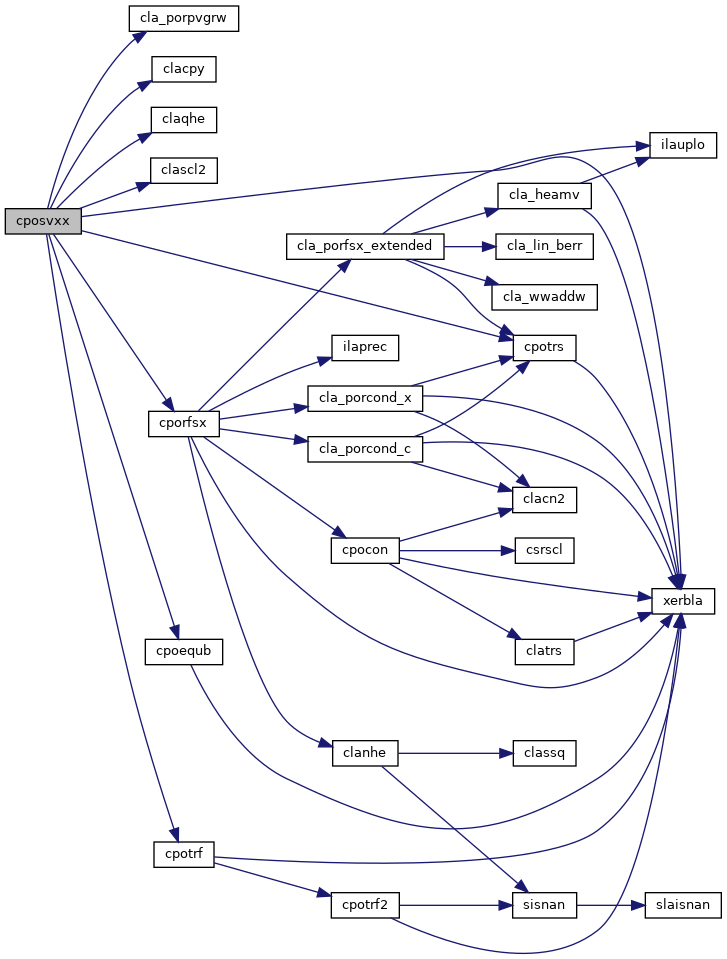 cla_porpvgrw
clacpy
claqhe
clascl2
cposvxx
ilauplo
cla_heamv
cla_porfsx_extended
cla_lin_berr
cla_wwaddw
ilaprec
cpotrs
cla_porcond_x
cporfsx
cla_porcond_c
clacn2
cpocon
csrscl
xerbla
cpoequb
clatrs
clanhe
classq
cpotrf
cpotrf2
sisnan
slaisnan